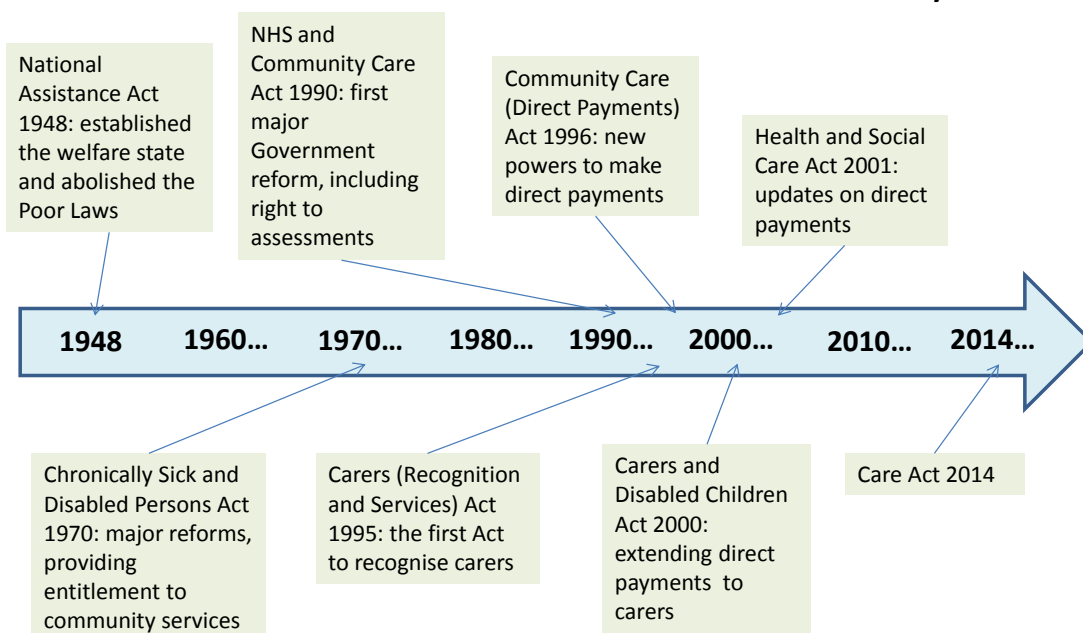 National
Assistance Act
1948: established
the welfare state
and abolished the
Poor Laws
NHS and
Community Care
Act 1990: first
major
Government
reform, including
right to
assessments
Community Care
(Direct Payments)
Act 1996: new
powers to make
direct payments
Health and Social
Care Act 2001:
updates on direct
payments
1948 1960... 1970... 1980... 1990... 2000... 2010... 2014...
Chronically Sick and
Disabled Persons Act
1970: major reforms,
providing
entitlement to
community services
Carers (Recognition
and Services) Act
1995: the first Act
to recognise carers
Carers and
Disabled Children
Act 2000:
extending direct
payments to
carers
Care Act 2014